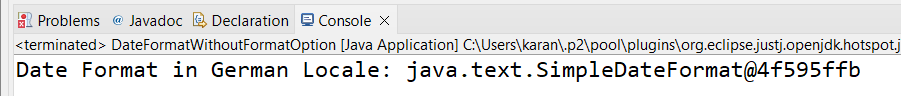 Problems @ Javadoc Declaration Console
<terminated> DateFormatWithoutFormatOption [Java Application] C:\Users\karan\.p2\pool\plugins\org.eclipse.justj.openjdk.hotspot.j
Date Format in German Locale: java.text.SimpleDateFormat@4f595ffb